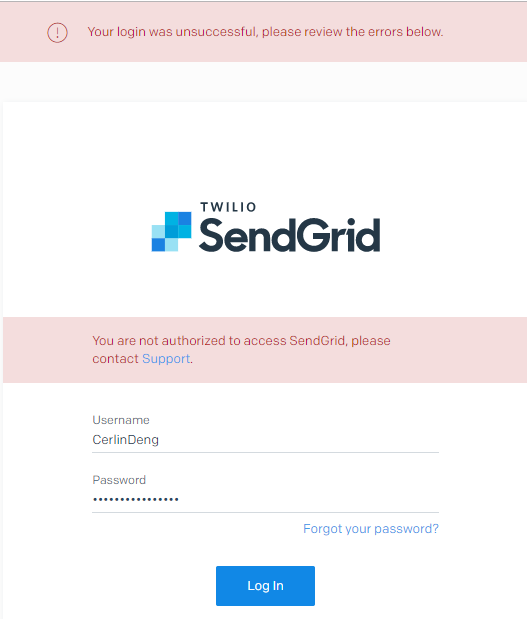 Your login was unsuccessful, please review the errors below.
TWILIO
SendGrid
You are not authorized to access SendGrid, please
contact Support.
Username
CerlinDeng
Password
••••••••••••••••
Forgot your password?
Log In